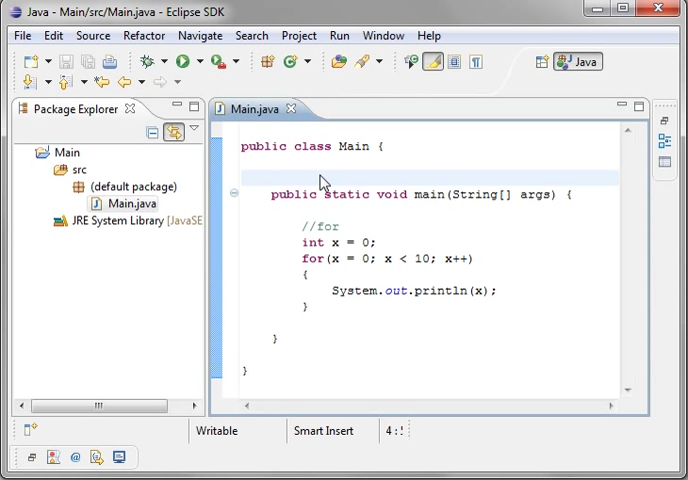 Java - Main/src/Main.java - Eclipse SDK
File Edit Source Refactor Navigate Search Project Run Window Help
Java
Package Explorer
Main
src
(default package)
Main.java
JRE System Library [JavaSE
Main.java
public class Main {
public static void main(String[] args) {
//for
int x = 0;
for(x = 0; x < 10; x++)
{
System.out.println(x);
}
}
}
Writable Smart Insert 4: